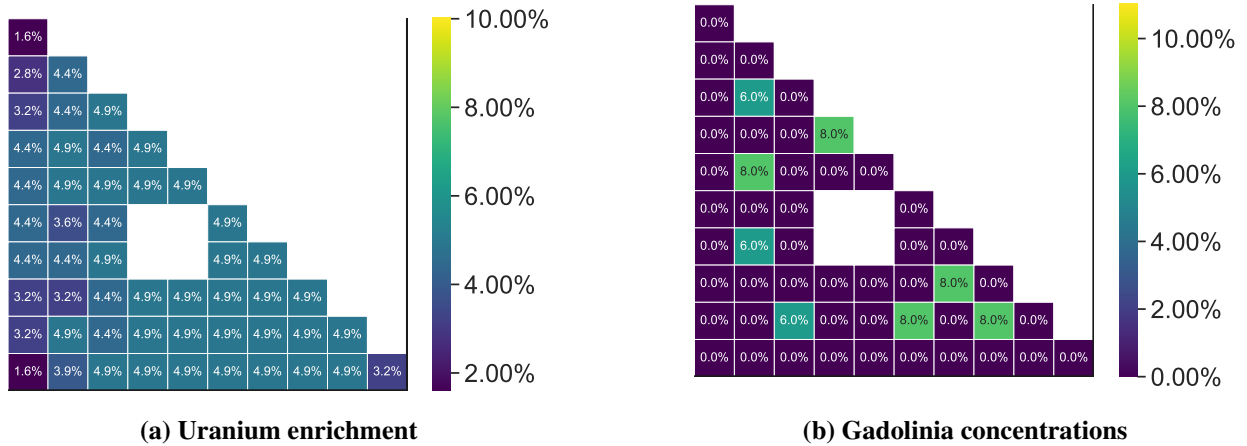 10.00%
8.00%
6.00%
4.00%
2.00%
1.6%
2.8% 4.4%
3.2% 4.4% 4.9%
4.4% 4.9% 4.4% 4.9%
4.4% 4.9% 4.9% 4.9% 4.9%
4.4% 3.6% 4.4% 4.9%
4.4% 4.4% 4.9% 4.9% 4.9%
3.2% 3.2% 4.4% 4.9% 4.9% 4.9% 4.9% 4.9%
3.2% 4.9% 4.4% 4.9% 4.9% 4.9% 4.9% 4.9% 4.9%
1.6% 3.9% 4.9% 4.9% 4.9% 4.9% 4.9% 4.9% 4.9% 3.2%
(a) Uranium enrichment
10.00%
8.00%
6.00%
4.00%
2.00%
0.00%
0.0%
0.0% 0.0%
0.0% 6.0% 0.0%
0.0% 0.0% 0.0% 8.0%
0.0% 8.0% 0.0% 0.0% 0.0%
0.0% 0.0% 0.0% 0.0%
0.0% 6.0% 0.0% 0.0% 0.0%
0.0% 0.0% 0.0% 0.0% 0.0% 0.0% 8.0% 0.0%
0.0% 0.0% 6.0% 0.0% 0.0% 8.0% 0.0% 8.0% 0.0%
0.0% 0.0% 0.0% 0.0% 0.0% 0.0% 0.0% 0.0% 0.0% 0.0%
(b) Gadolinia concentrations